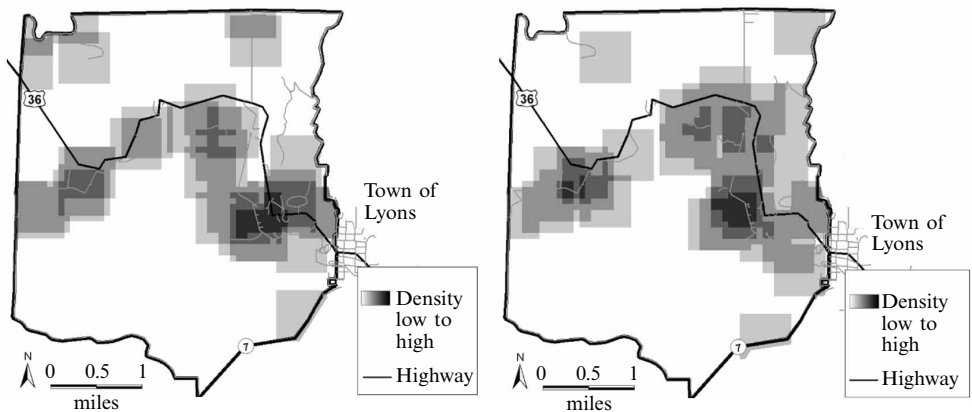 36
Town of
Lyons
Density
low to
high
Highway
7
N
0 0.5 1
miles
36
Town of
Lyons
Density
low to
high
Highway
7
N
0 0.5 1
miles